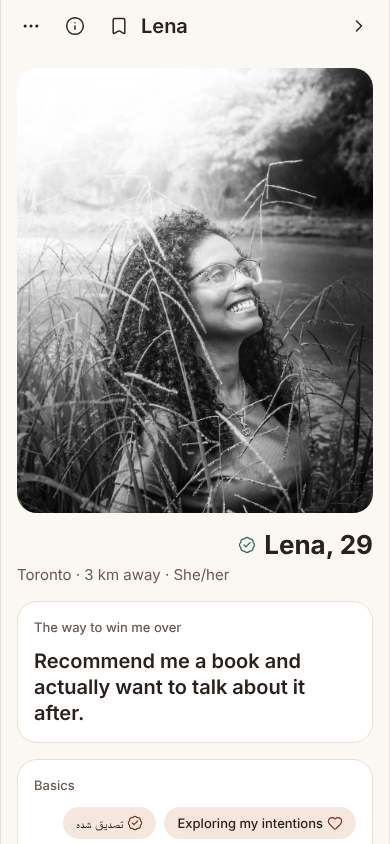 Lena
Lena, 29
Toronto · 3 km away · She/her
The way to win me over
Recommend me a book and
actually want to talk about it
after.
Basics
Exploring my intentions
تصدیق شدہ